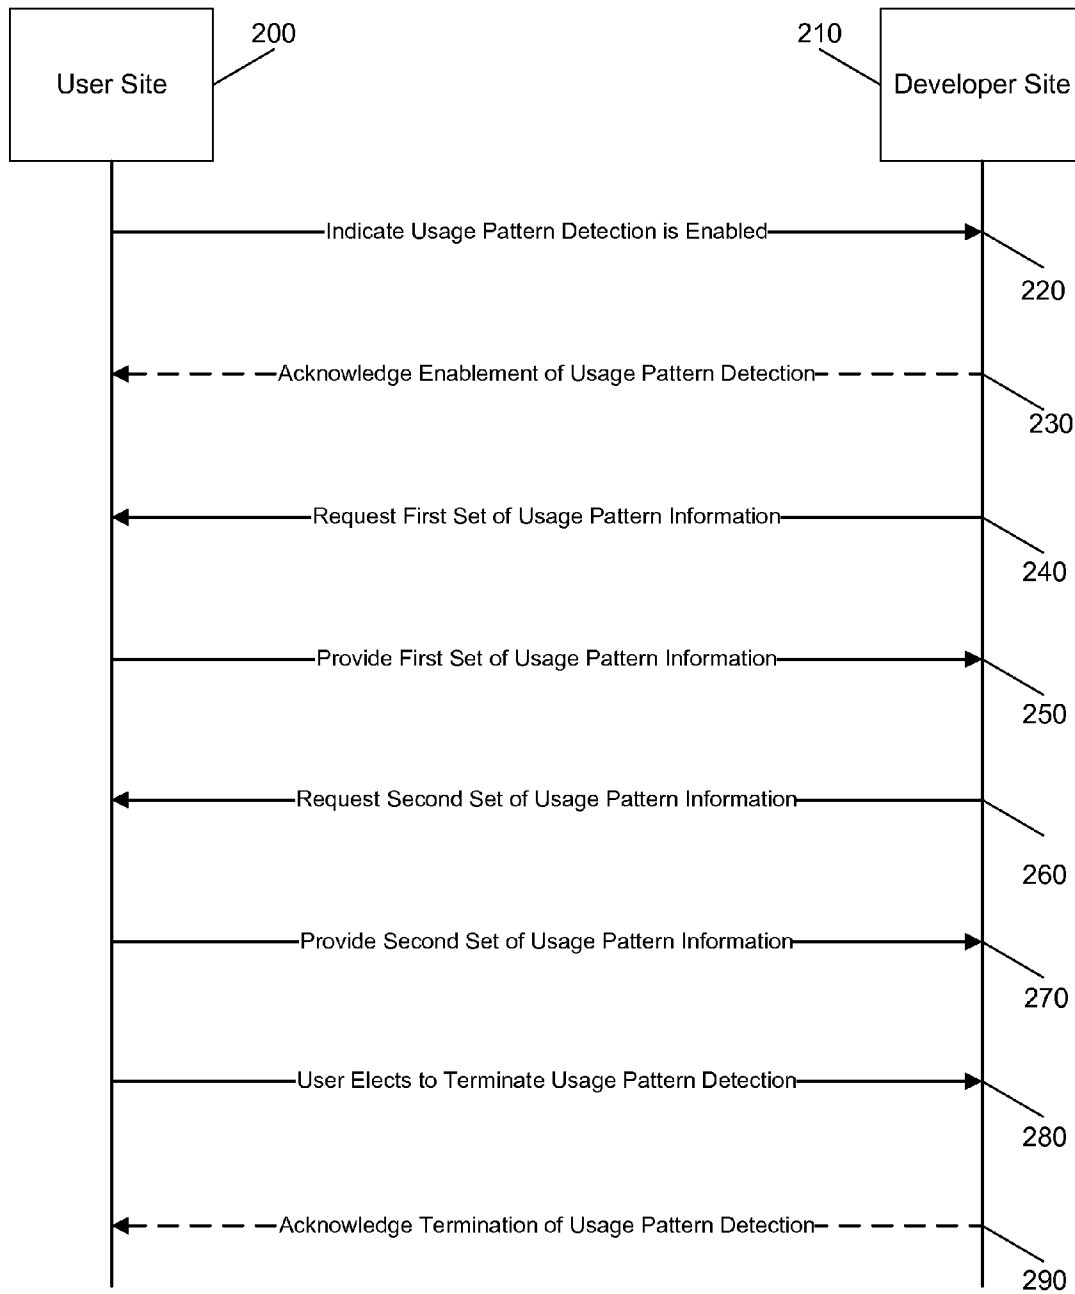 User Site
200
210
Developer Site
Indicate Usage Pattern Detection is Enabled
220
Acknowledge Enablement of Usage Pattern Detection
230
Request First Set of Usage Pattern Information
240
Provide First Set of Usage Pattern Information
250
Request Second Set of Usage Pattern Information
260
Provide Second Set of Usage Pattern Information
270
User Elects to Terminate Usage Pattern Detection
280
Acknowledge Termination of Usage Pattern Detection
290